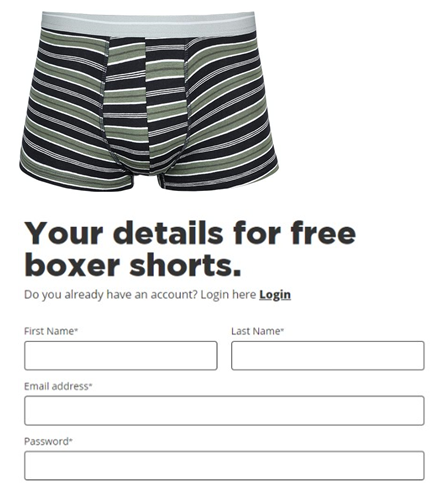 Your details for free
boxer shorts.
Do you already have an account? Login here Login
First Name*
Last Name*
Email address*
Password*